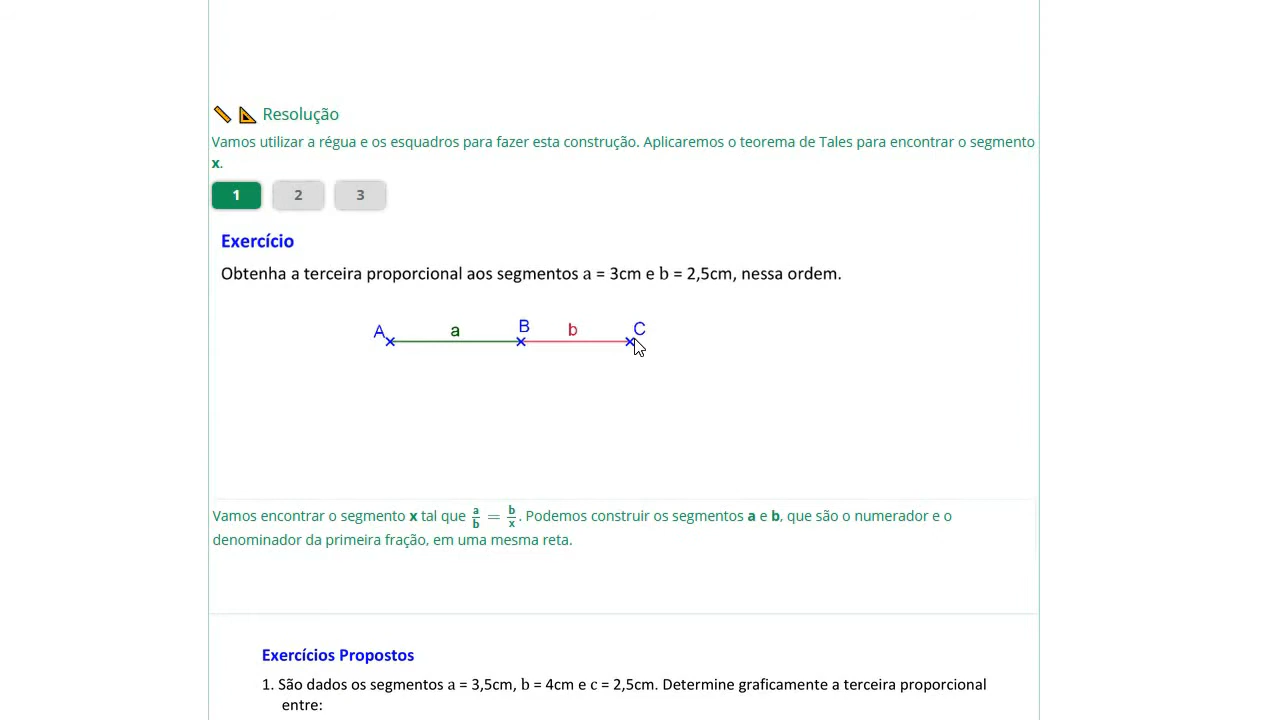 Resolução
Vamos utilizar a régua e os esquadros para fazer esta construção. Aplicaremos o teorema de Tales para encontrar o segmento
x.
1 2 3
Exercício
Obtenha a terceira proporcional aos segmentos a = 3cm e b = 2,5cm, nessa ordem.
A a B b C
Vamos encontrar o segmento x tal que a/b = b/x. Podemos construir os segmentos a e b, que são o numerador e o
denominador da primeira fração, em uma mesma reta.
Exercícios Propostos
1. São dados os segmentos a = 3,5cm, b = 4cm e c = 2,5cm. Determine graficamente a terceira proporcional
entre: